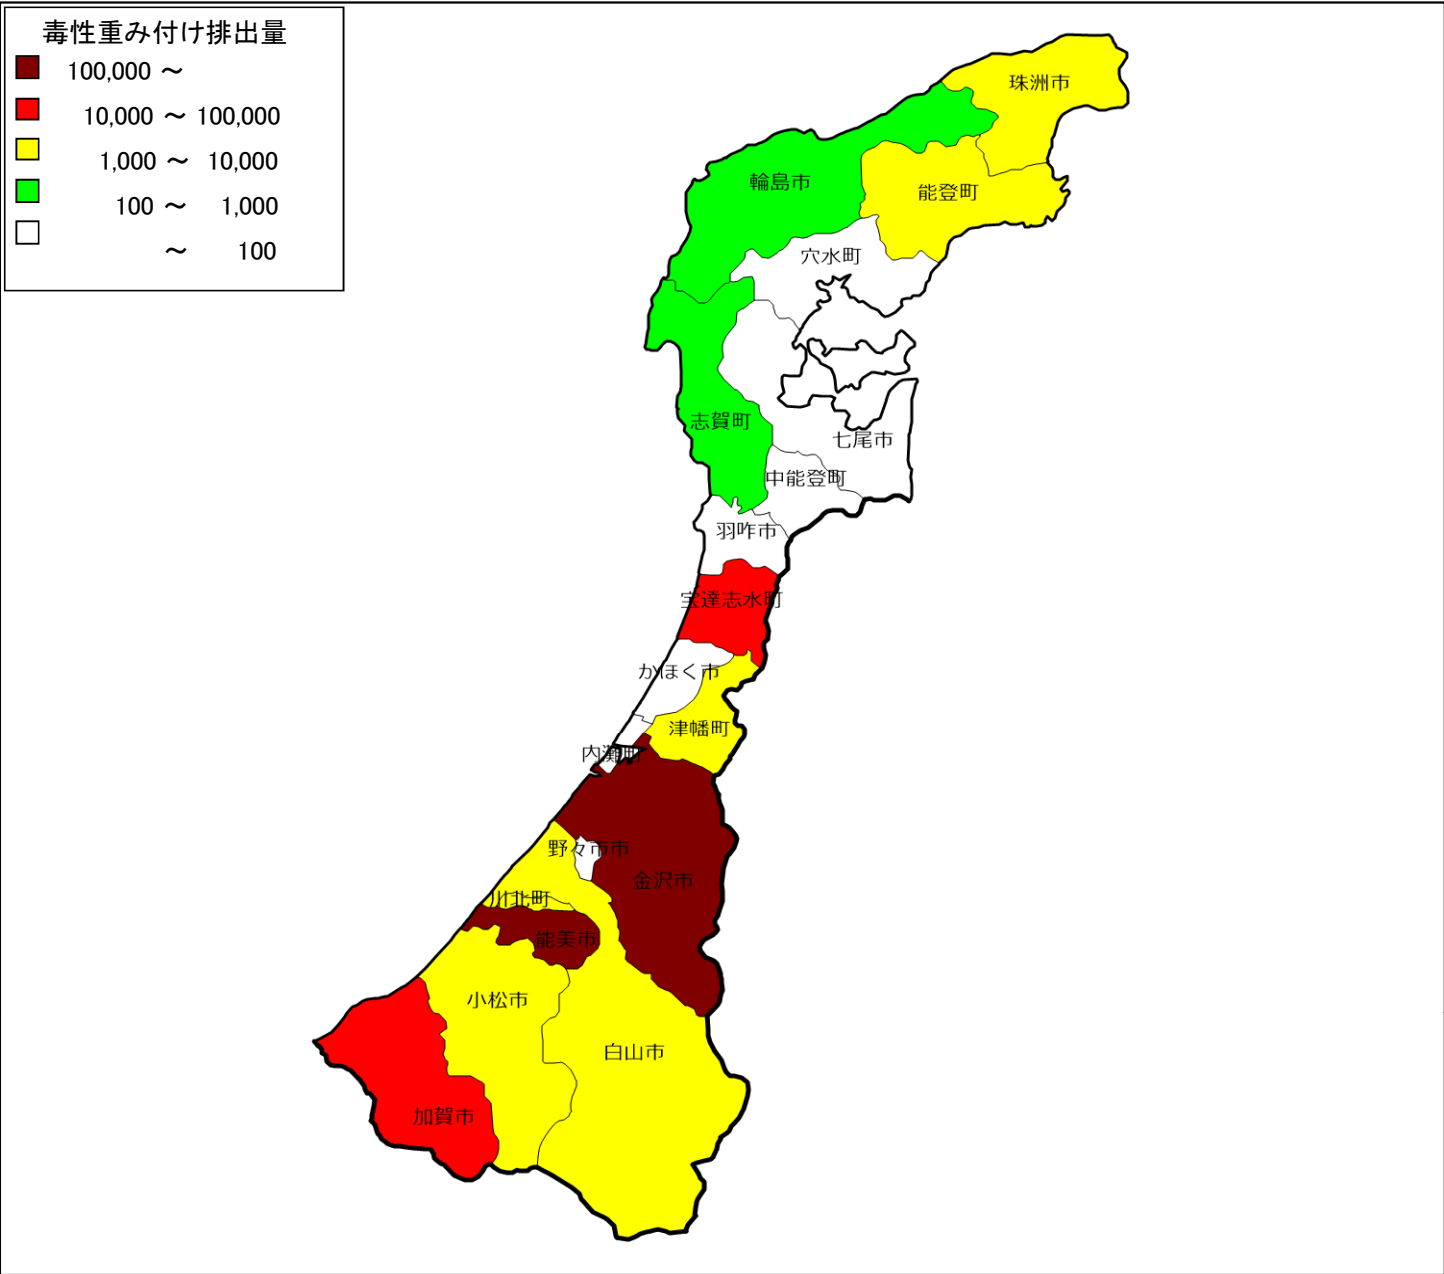 毒性重み付け排出量
100,000 ～
10,000 ～ 100,000
1,000 ～ 10,000
100 ～ 1,000
～ 100
珠洲市
輪島市
能登町
穴水町
志賀町
七尾市
中能登町
羽咋市
宝達志水町
かほく市
津幡町
内灘町
野々市市
金沢市
川北町
能美市
小松市
白山市
加賀市